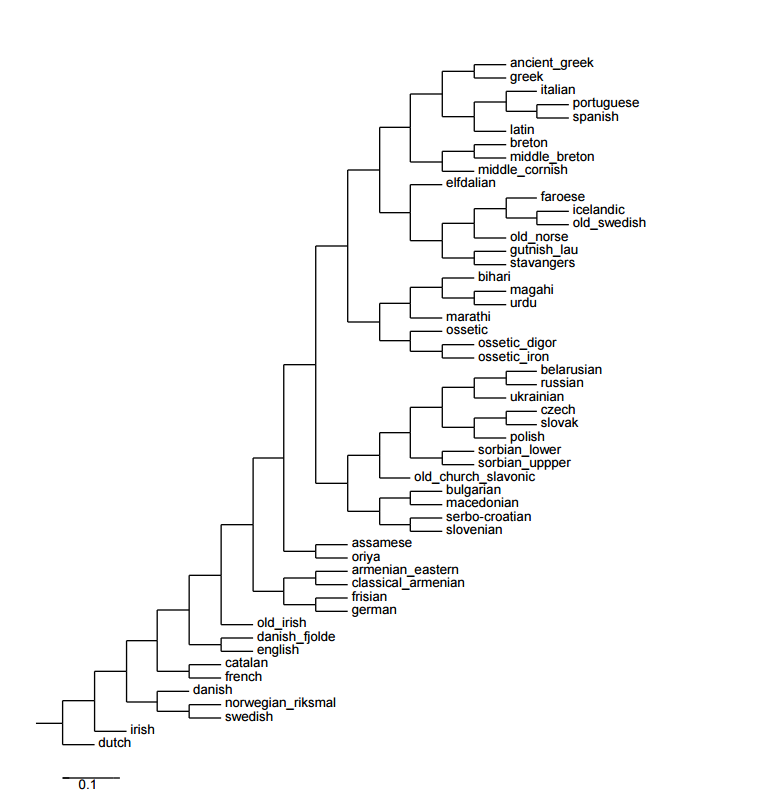 ancient_greek
greek
italian
portuguese
spanish
latin
breton
middle_breton
middle_cornish
elfdalian
faroese
icelandic
old_swedish
old_norse
gutnish_lau
stavangers
bihari
magahi
urdu
marathi
ossetic
ossetic_digor
ossetic_iron
belarusian
russian
ukrainian
czech
slovak
polish
sorbian_lower
sorbian_uppper
old_church_slavonic
bulgarian
macedonian
serbo-croatian
slovenian
assamese
oriya
armenian_eastern
classical_armenian
frisian
german
old_irish
danish_fjolde
english
catalan
french
danish
norwegian_riksmal
swedish
irish
dutch
0.1